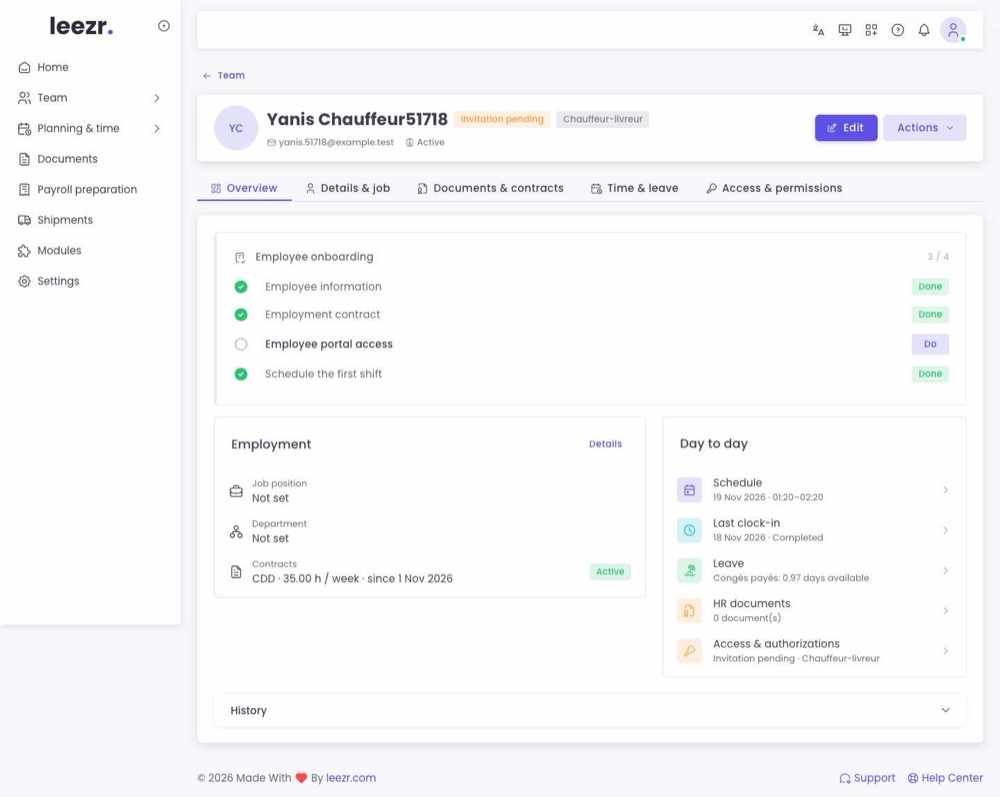 leezr.
Home
Team
Planning & time
Documents
Payroll preparation
Shipments
Modules
Settings
← Team
YC
Yanis Chauffeur51718
Invitation pending
Chauffeur-livreur
yanis.51718@example.test
Active
Edit
Actions
Overview
Details & job
Documents & contracts
Time & leave
Access & permissions
Employee onboarding
3 / 4
Employee information
Done
Employment contract
Done
Employee portal access
Do
Schedule the first shift
Done
Employment
Details
Job position
Not set
Department
Not set
Contracts
CDD · 35.00 h / week · since 1 Nov 2026
Active
Day to day
Schedule
19 Nov 2026 · 01:20–02:20
Last clock-in
18 Nov 2026 · Completed
Leave
Congés payés: 0.97 days available
HR documents
0 document(s)
Access & authorizations
Invitation pending · Chauffeur-livreur
History
© 2026 Made With ❤ By leezr.com
Support
Help Center